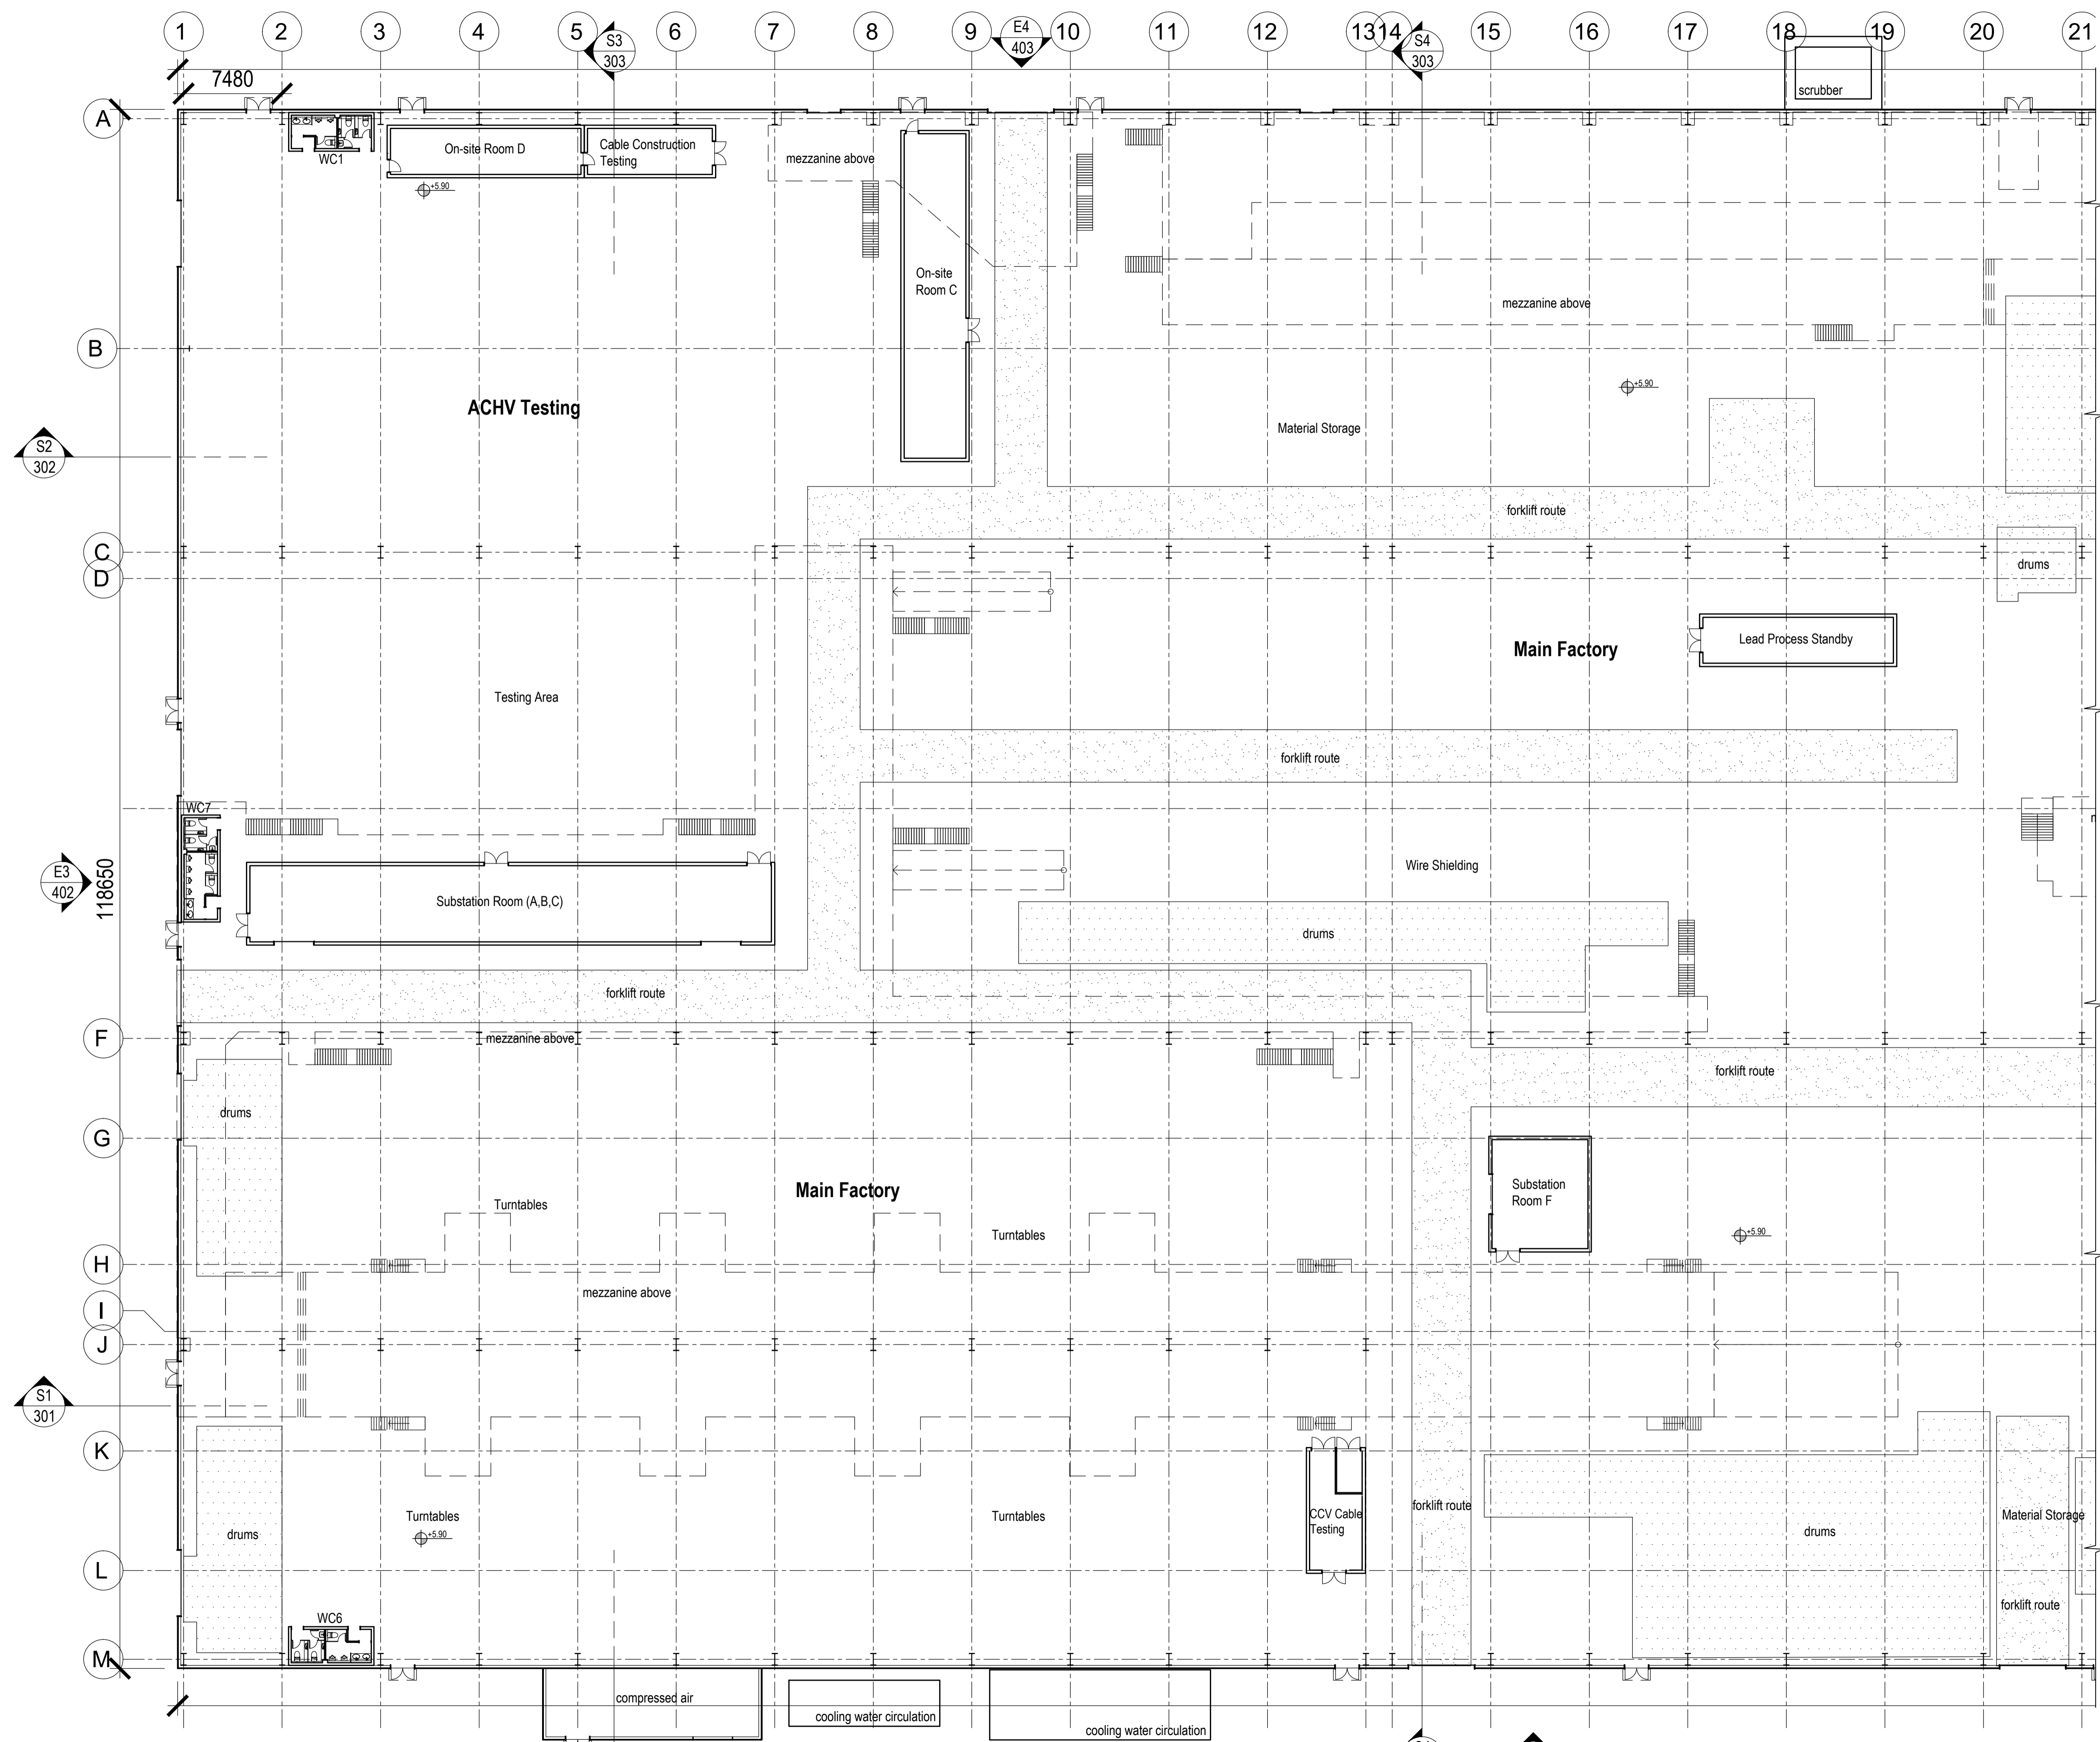 1
2
3
4
5
S3
303
6
7
8
9
E4
403
10
11
12
13
14
S4
303
15
16
17
18
19
20
21
7480
scrubber
A
On-site Room D
Cable Construction
Testing
WC1
mezzanine above
+5.90
On-site
Room C
mezzanine above
B
+5.90
ACHV Testing
Material Storage
S2
302
forklift route
C
D
drums
Main Factory
Lead Process Standby
Testing Area
forklift route
WC7
E3
402
118650
Wire Shielding
Substation Room (A,B,C)
drums
forklift route
F
mezzanine above
forklift route
drums
G
Main Factory
Substation
Room F
Turntables
Turntables
+5.90
H
mezzanine above
I
J
S1
301
K
Turntables
Turntables
CCV Cable
Testing
forklift route
Material Storage
drums
drums
+5.90
L
forklift route
WC6
M
compressed air
cooling water circulation
cooling water circulation